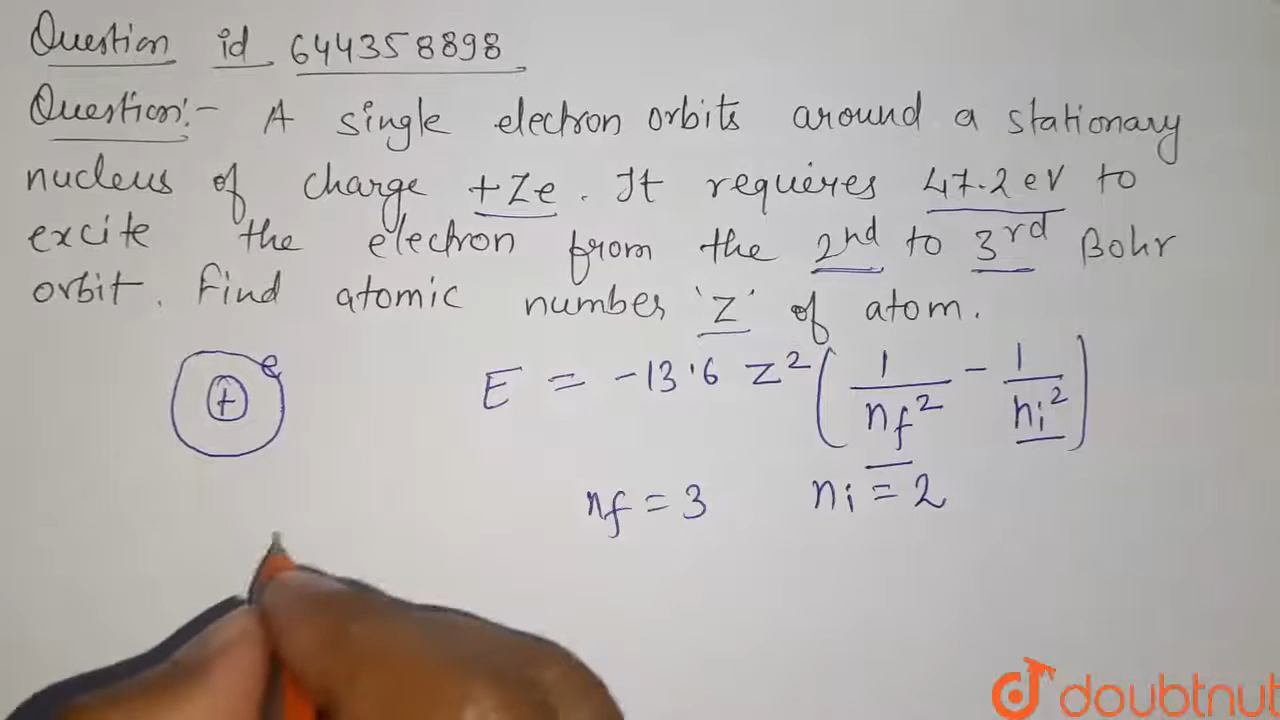 Question id 644358898
Question:- A single electron orbits around a stationary
nucleus of charge +Ze. It requires 47.2 eV to
excite the electron from the 2nd to 3rd Bohr
orbit. Find atomic number 'Z' of atom.
e
+
E = -13.6 Z² (1/nf² - 1/ni²)
nf = 3 ni = 2
doubtnut